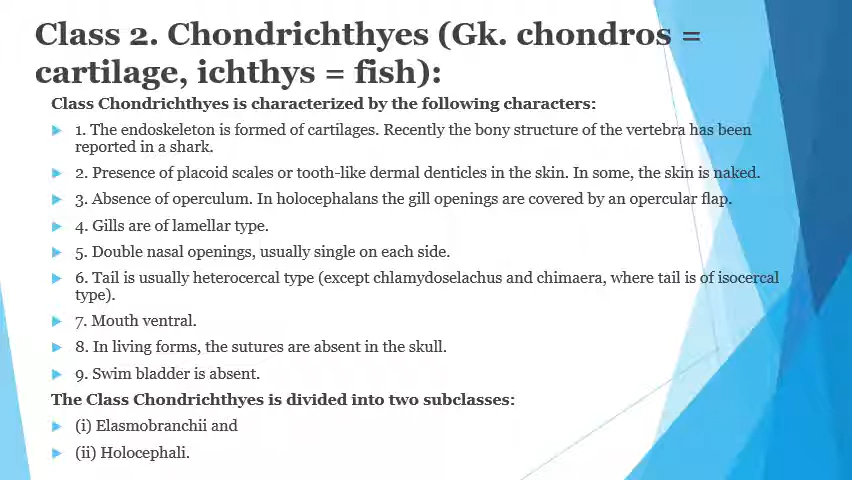 Class 2. Chondrichthyes (Gk. chondros =
cartilage, ichthys = fish):
Class Chondrichthyes is characterized by the following characters:
1. The endoskeleton is formed of cartilages. Recently the bony structure of the vertebra has been
reported in a shark.
2. Presence of placoid scales or tooth-like dermal denticles in the skin. In some, the skin is naked.
3. Absence of operculum. In holocephalans the gill openings are covered by an opercular flap.
4. Gills are of lamellar type.
5. Double nasal openings, usually single on each side.
6. Tail is usually heterocercal type (except chlamydoselachus and chimaera, where tail is of isocercal
type).
7. Mouth ventral.
8. In living forms, the sutures are absent in the skull.
9. Swim bladder is absent.
The Class Chondrichthyes is divided into two subclasses:
(i) Elasmobranchii and
(ii) Holocephali.